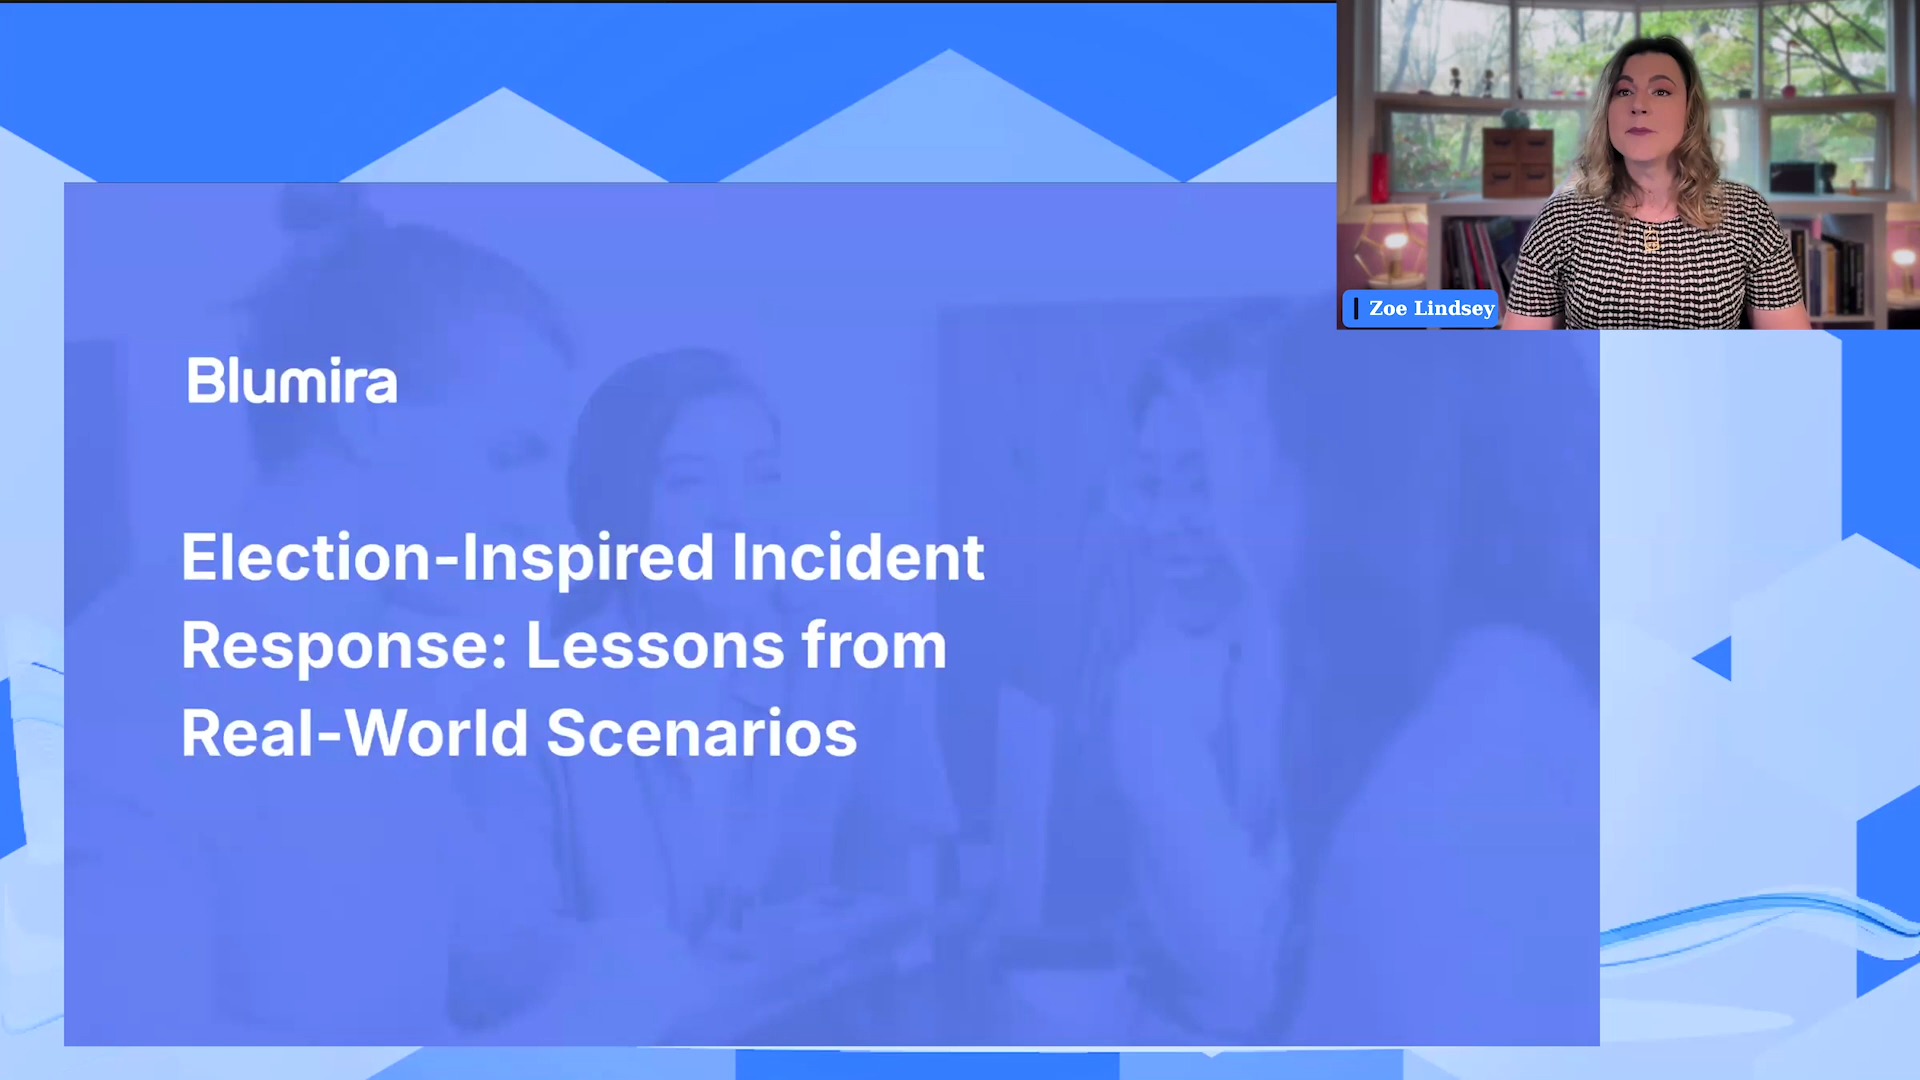 Zoe Lindsey
Blumira
Election-Inspired Incident
Response: Lessons from
Real-World Scenarios